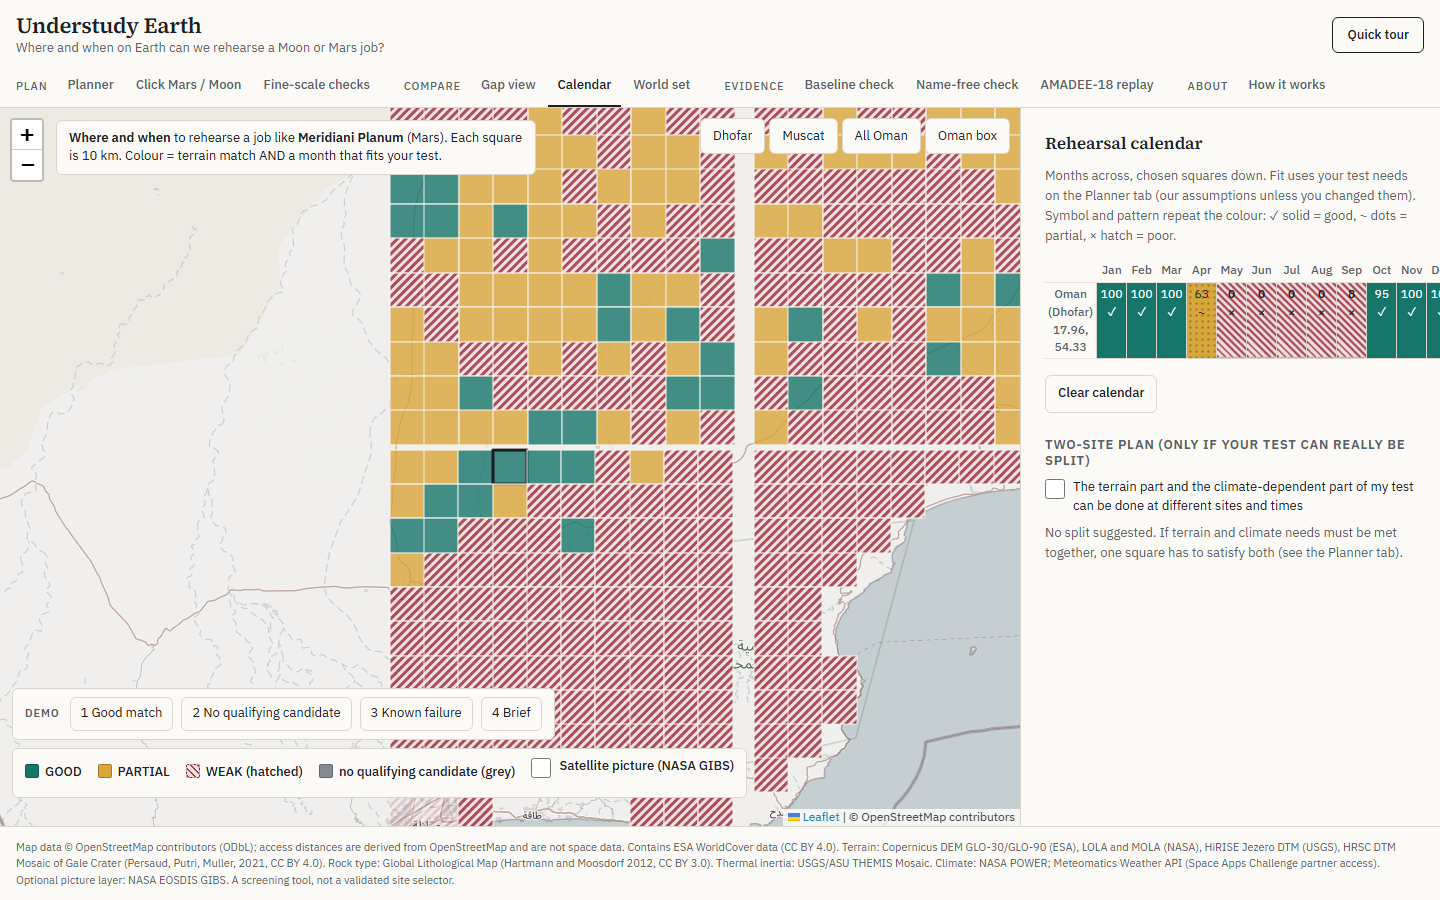 Understudy Earth
Where and when on Earth can we rehearse a Moon or Mars job?
Quick tour
PLAN Planner Click Mars / Moon Fine-scale checks COMPARE Gap view Calendar World set EVIDENCE Baseline check Name-free check AMADEE-18 replay ABOUT How it works
+
−
Where and when to rehearse a job like Meridiani Planum (Mars). Each square
is 10 km. Colour = terrain match AND a month that fits your test.
Dhofar Muscat All Oman Oman box
DEMO 1 Good match 2 No qualifying candidate 3 Known failure 4 Brief
GOOD PARTIAL WEAK (hatched) no qualifying candidate (grey) Satellite picture (NASA GIBS)
طاقة
Leaflet | © OpenStreetMap contributors
Rehearsal calendar
Months across, chosen squares down. Fit uses your test needs
on the Planner tab (our assumptions unless you changed them).
Symbol and pattern repeat the colour: ✓ solid = good, ~ dots =
partial, × hatch = poor.
Jan Feb Mar Apr May Jun Jul Aug Sep Oct Nov
Oman 100 100 100 63 0 0 0 0 8 95 100
(Dhofar) ✓ ✓ ✓ ~ × × × × × ✓ ✓ ✓
17.96,
54.33
Clear calendar
TWO-SITE PLAN (ONLY IF YOUR TEST CAN REALLY BE
SPLIT)
The terrain part and the climate-dependent part of my test
can be done at different sites and times
No split suggested. If terrain and climate needs must be met
together, one square has to satisfy both (see the Planner tab).
Map data © OpenStreetMap contributors (ODbL); access distances are derived from OpenStreetMap and are not space data. Contains ESA WorldCover data (CC BY 4.0). Terrain: Copernicus DEM GLO-30/GLO-90 (ESA), LOLA and MOLA (NASA), HiRISE Jezero DTM (USGS), HRSC DTM
Mosaic of Gale Crater (Persaud, Putri, Muller, 2021, CC BY 4.0). Rock type: Global Lithological Map (Hartmann and Moosdorf 2012, CC BY 3.0). Thermal inertia: USGS/ASU THEMIS Mosaic. Climate: NASA POWER; Meteomatics Weather API (Space Apps Challenge partner access).
Optional picture layer: NASA EOSDIS GIBS. A screening tool, not a validated site selector.